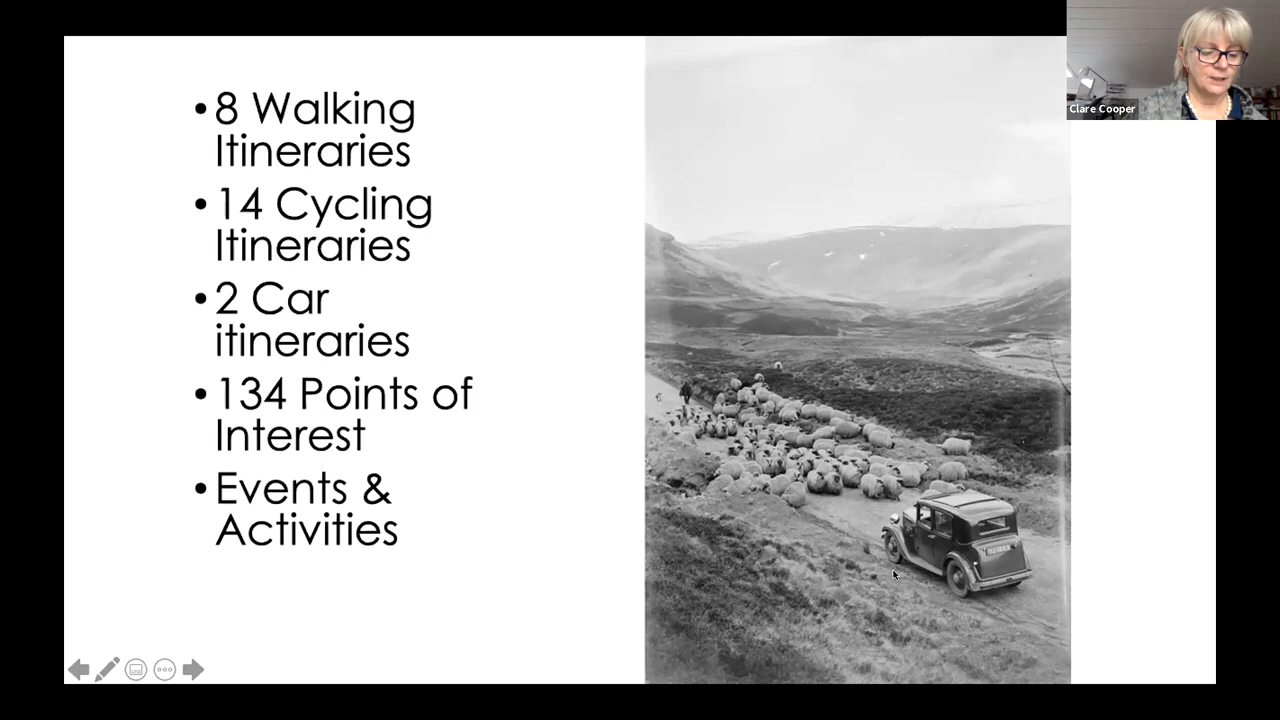 Clare Cooper
• 8 Walking
Itineraries
• 14 Cycling
Itineraries
• 2 Car
itineraries
• 134 Points of
Interest
• Events &
Activities